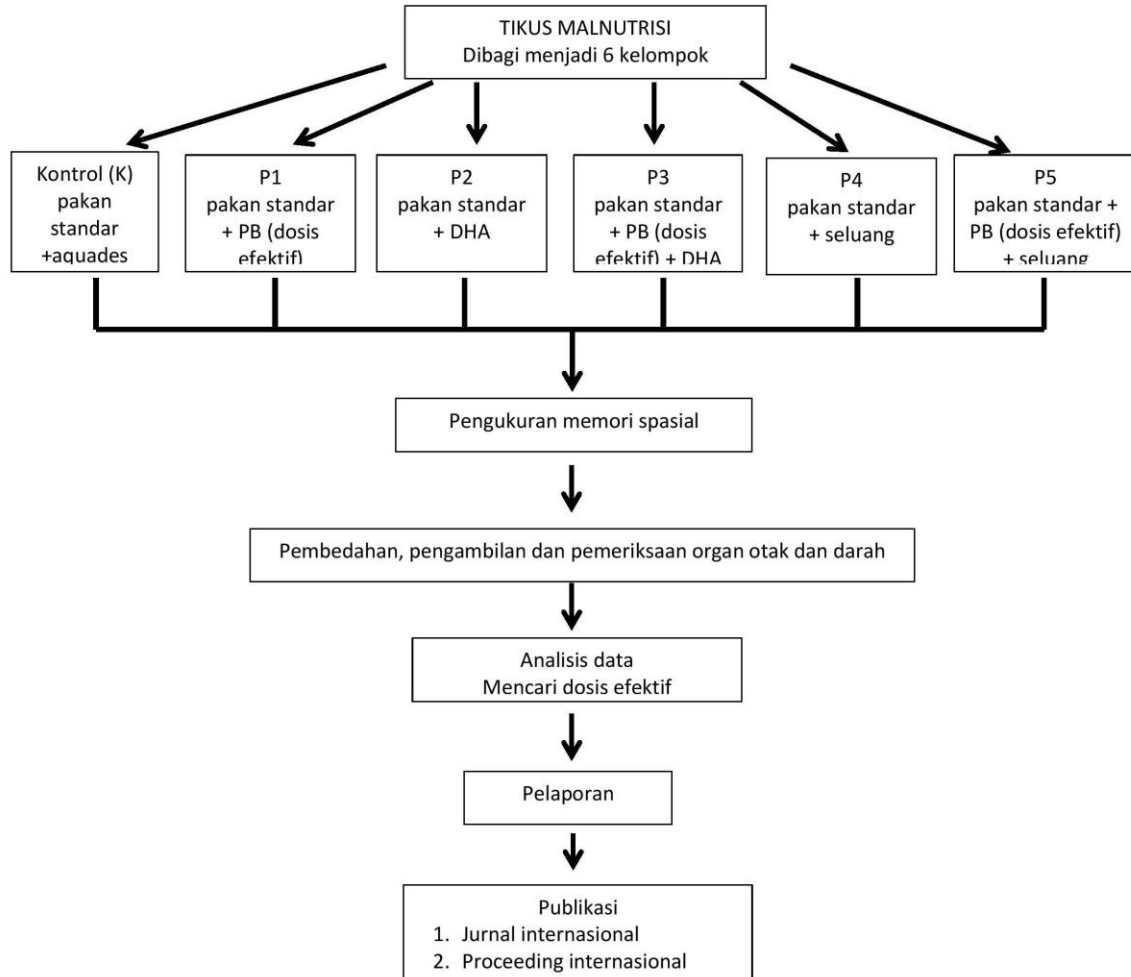 TIKUS MALNUTRISI
Dibagi menjadi 6 kelompok
Kontrol (K)
pakan
standar
+aquades
P1
pakan standar
+ PB (dosis
efektif)
P2
pakan standar
+ DHA
P3
pakan standar
+ PB (dosis
efektif) + DHA
P4
pakan standar
+ seluang
P5
pakan standar +
PB (dosis efektif)
+ seluang
Pengukuran memori spasial
Pembedahan, pengambilan dan pemeriksaan organ otak dan darah
Analisis data
Mencari dosis efektif
Pelaporan
Publikasi
1. Jurnal internasional
2. Proceeding internasional